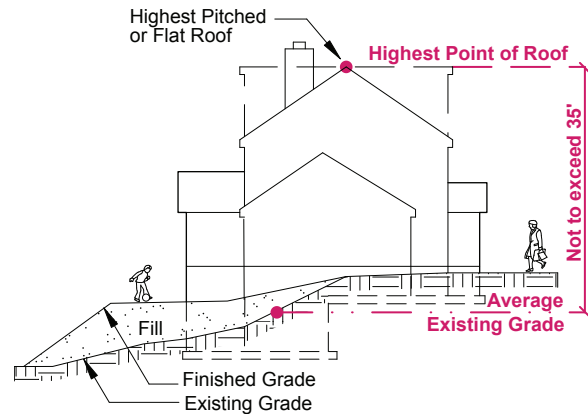 Highest Pitched
or Flat Roof
Highest Point of Roof
Not to exceed 35'
Average
Existing Grade
Fill
Finished Grade
Existing Grade